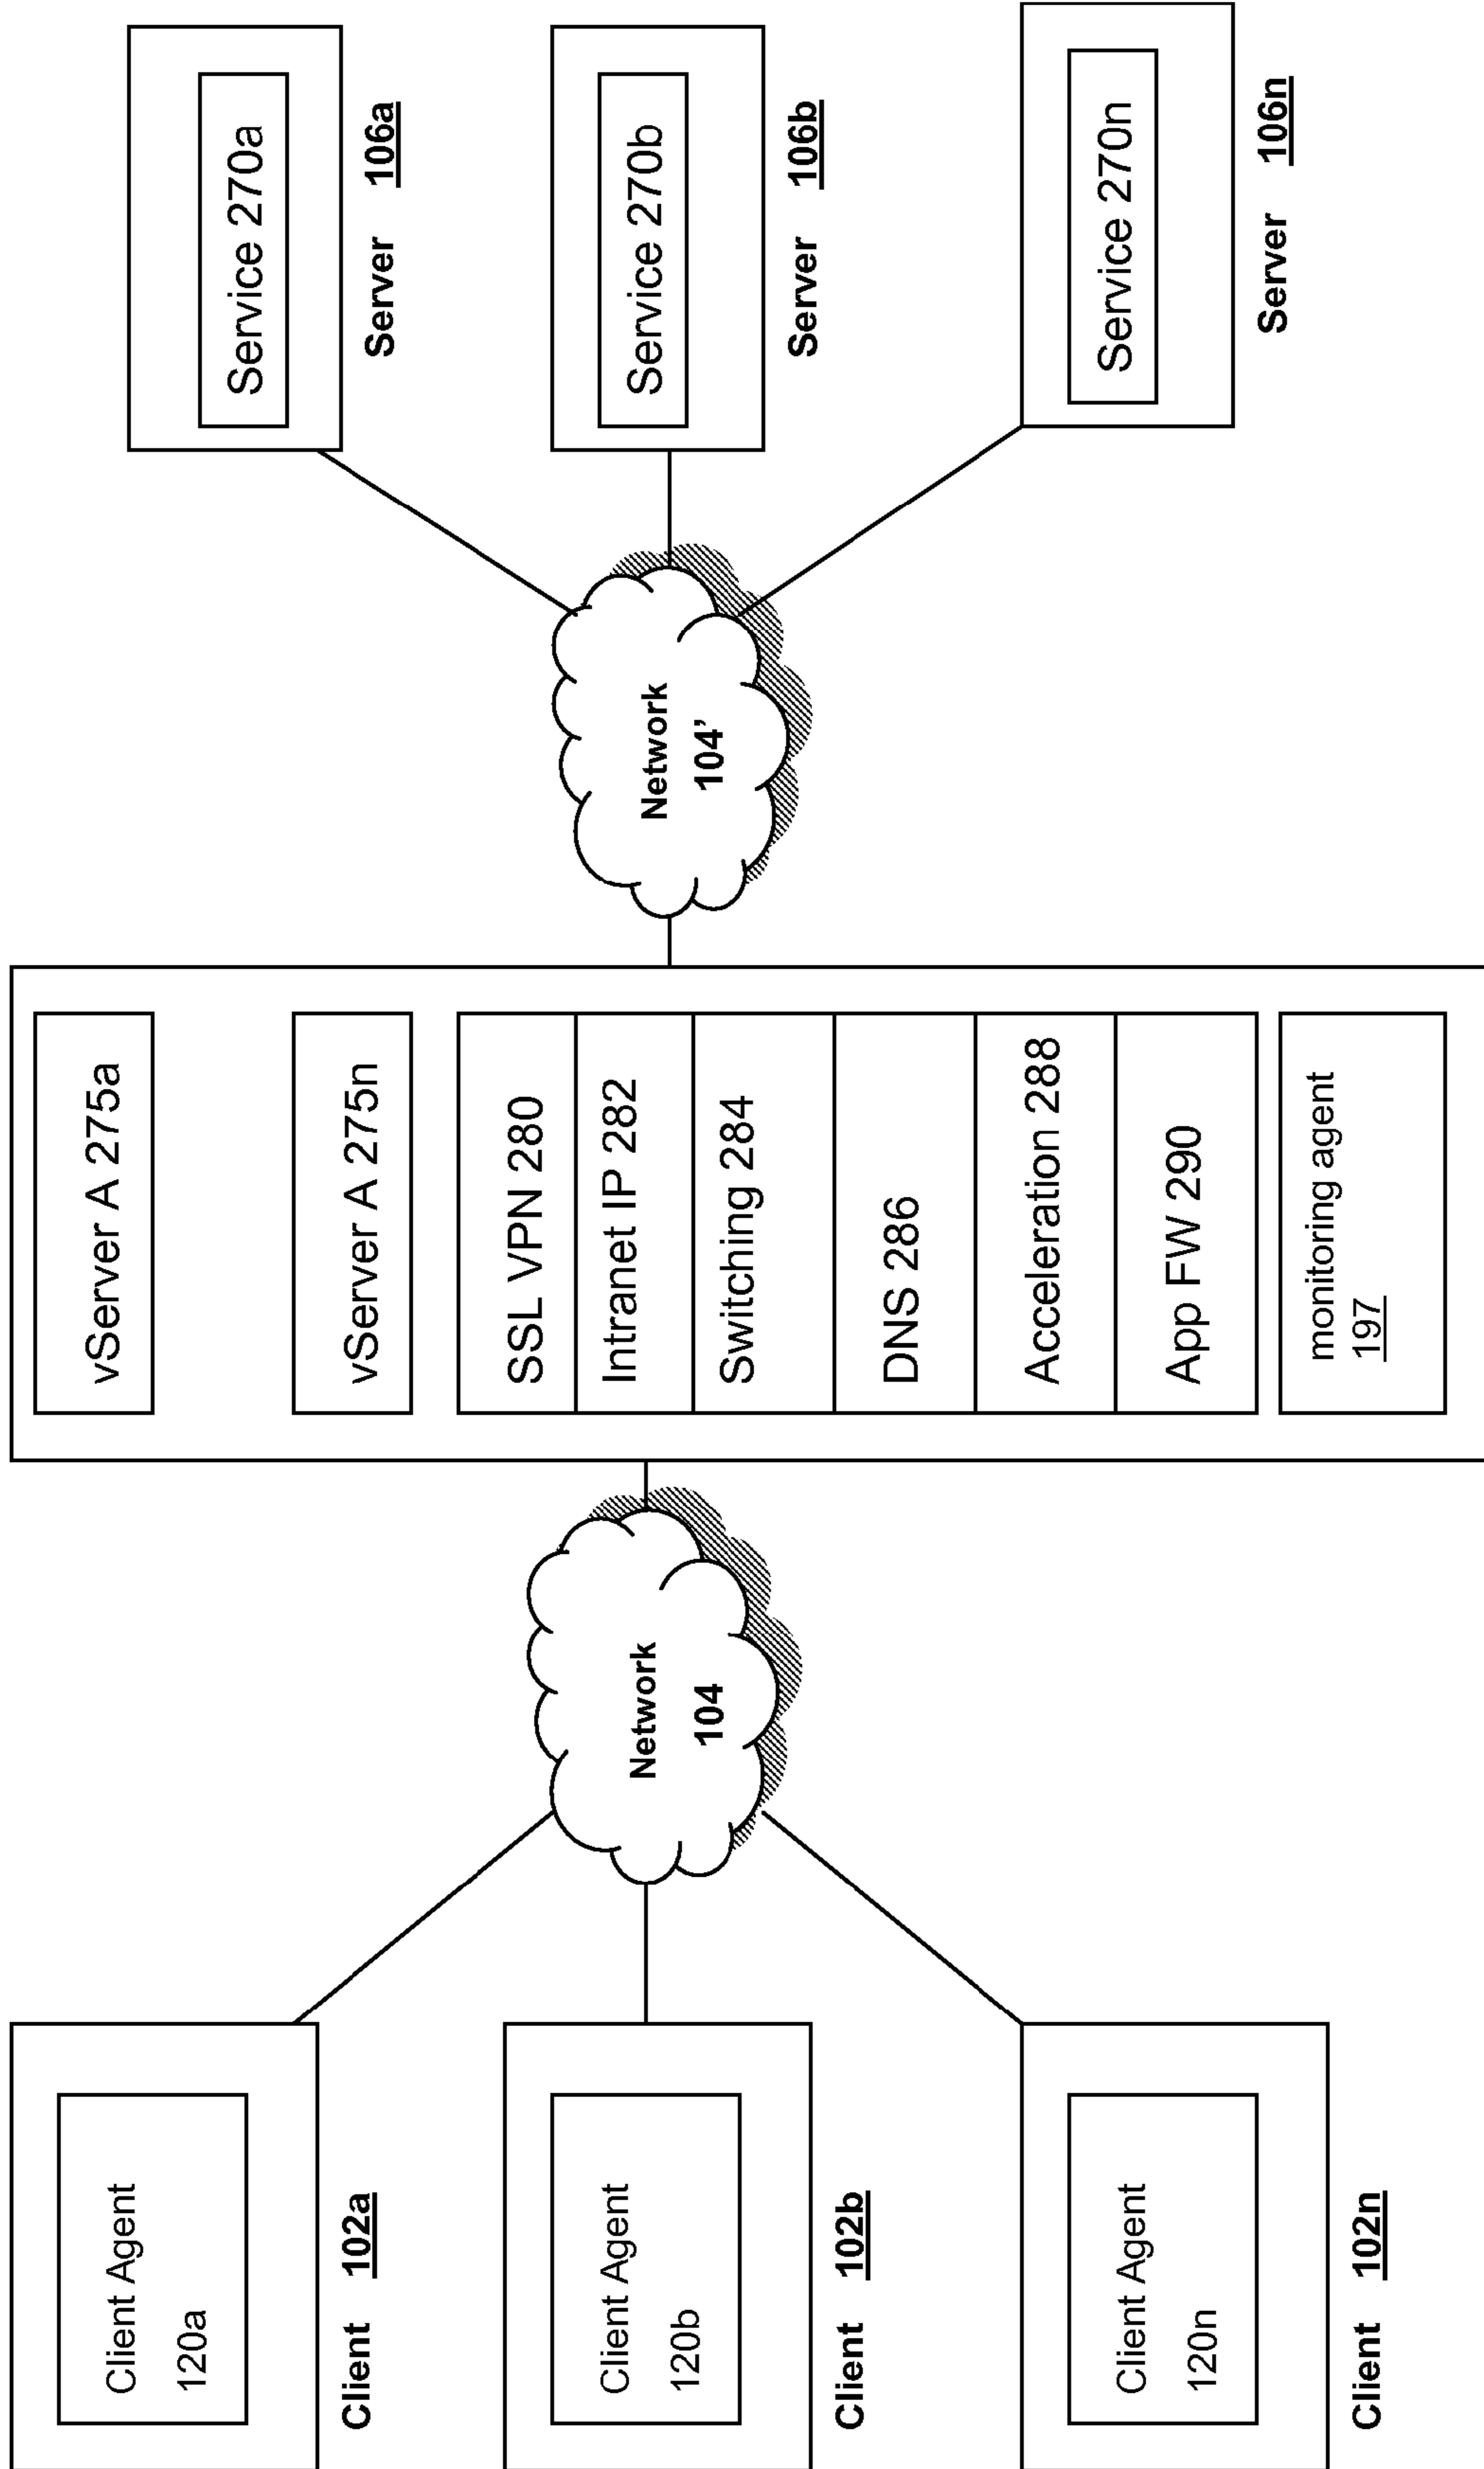 Client Agent
120a
Client 102a
Client Agent
120b
Client 102b
Client Agent
120n
Client 102n
Network
104
vServer A 275a
vServer A 275n
SSL VPN 280
Intranet IP 282
Switching 284
DNS 286
Acceleration 288
App FW 290
monitoring agent
197
Network
104’
Service 270a
Server 106a
Service 270b
Server 106b
Service 270n
Server 106n